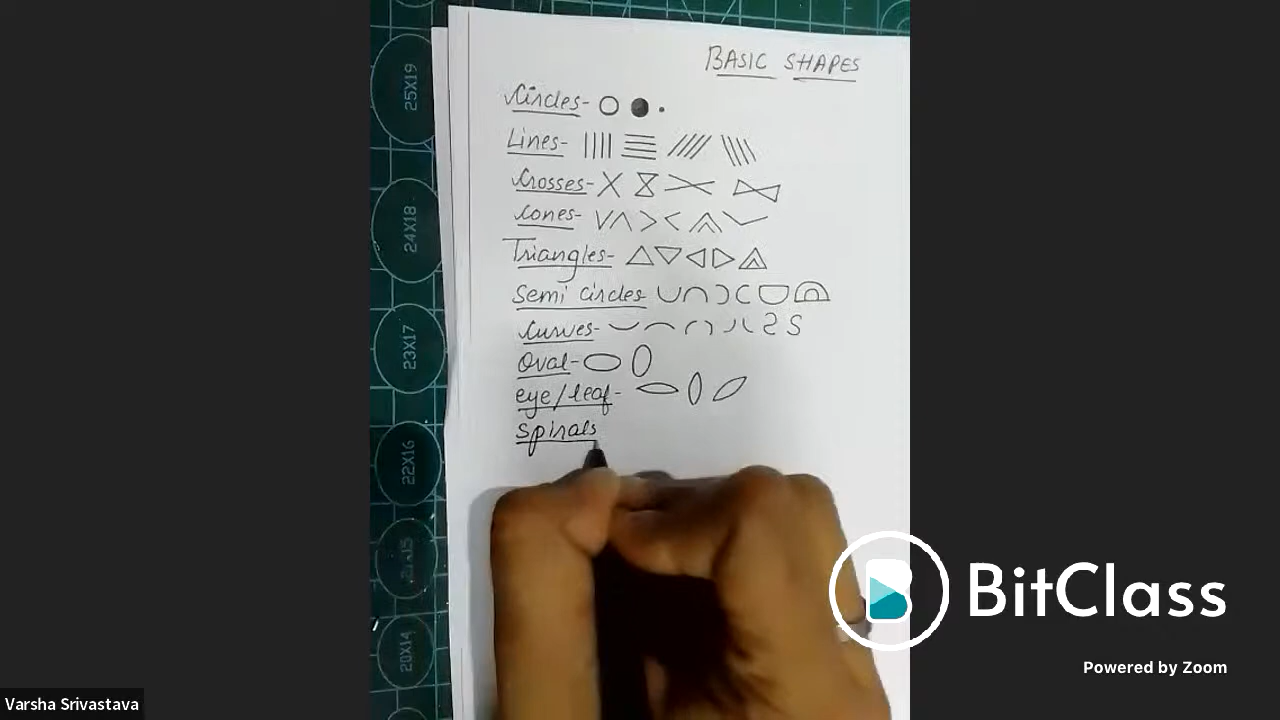 BASIC SHAPES
Circles-
Lines-
Crosses-
Cones-
Triangles-
Semi Circles-
Curves-
Oval-
eye/leaf-
Spirals
25X19
24X18
23X17
22X16
20X14
BitClass
Powered by Zoom
Varsha Srivastava